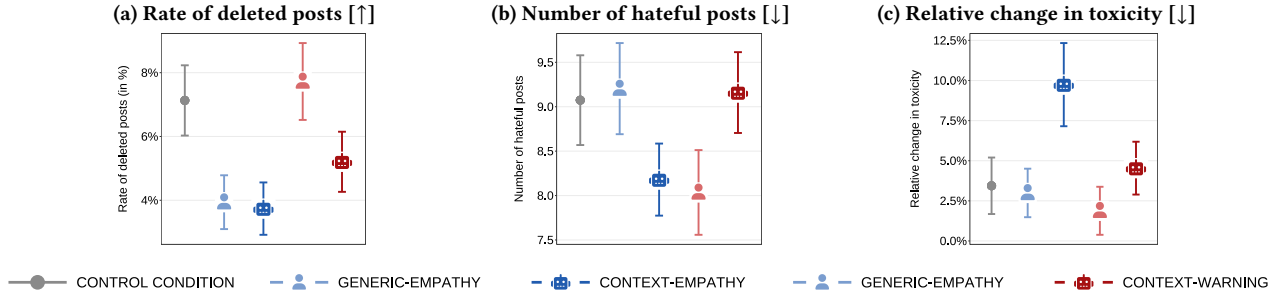 (a) Rate of deleted posts [↑]
(b) Number of hateful posts [↓]
(c) Relative change in toxicity [↓]
Rate of deleted posts (in %)
8%
6%
4%
Number of hateful posts
9.5
9.0
8.5
8.0
7.5
Relative change in toxicity
12.5%
10.0%
7.5%
5.0%
2.5%
0.0%
CONTROL CONDITION
GENERIC-EMPATHY
CONTEXT-EMPATHY
GENERIC-EMPATHY
CONTEXT-WARNING